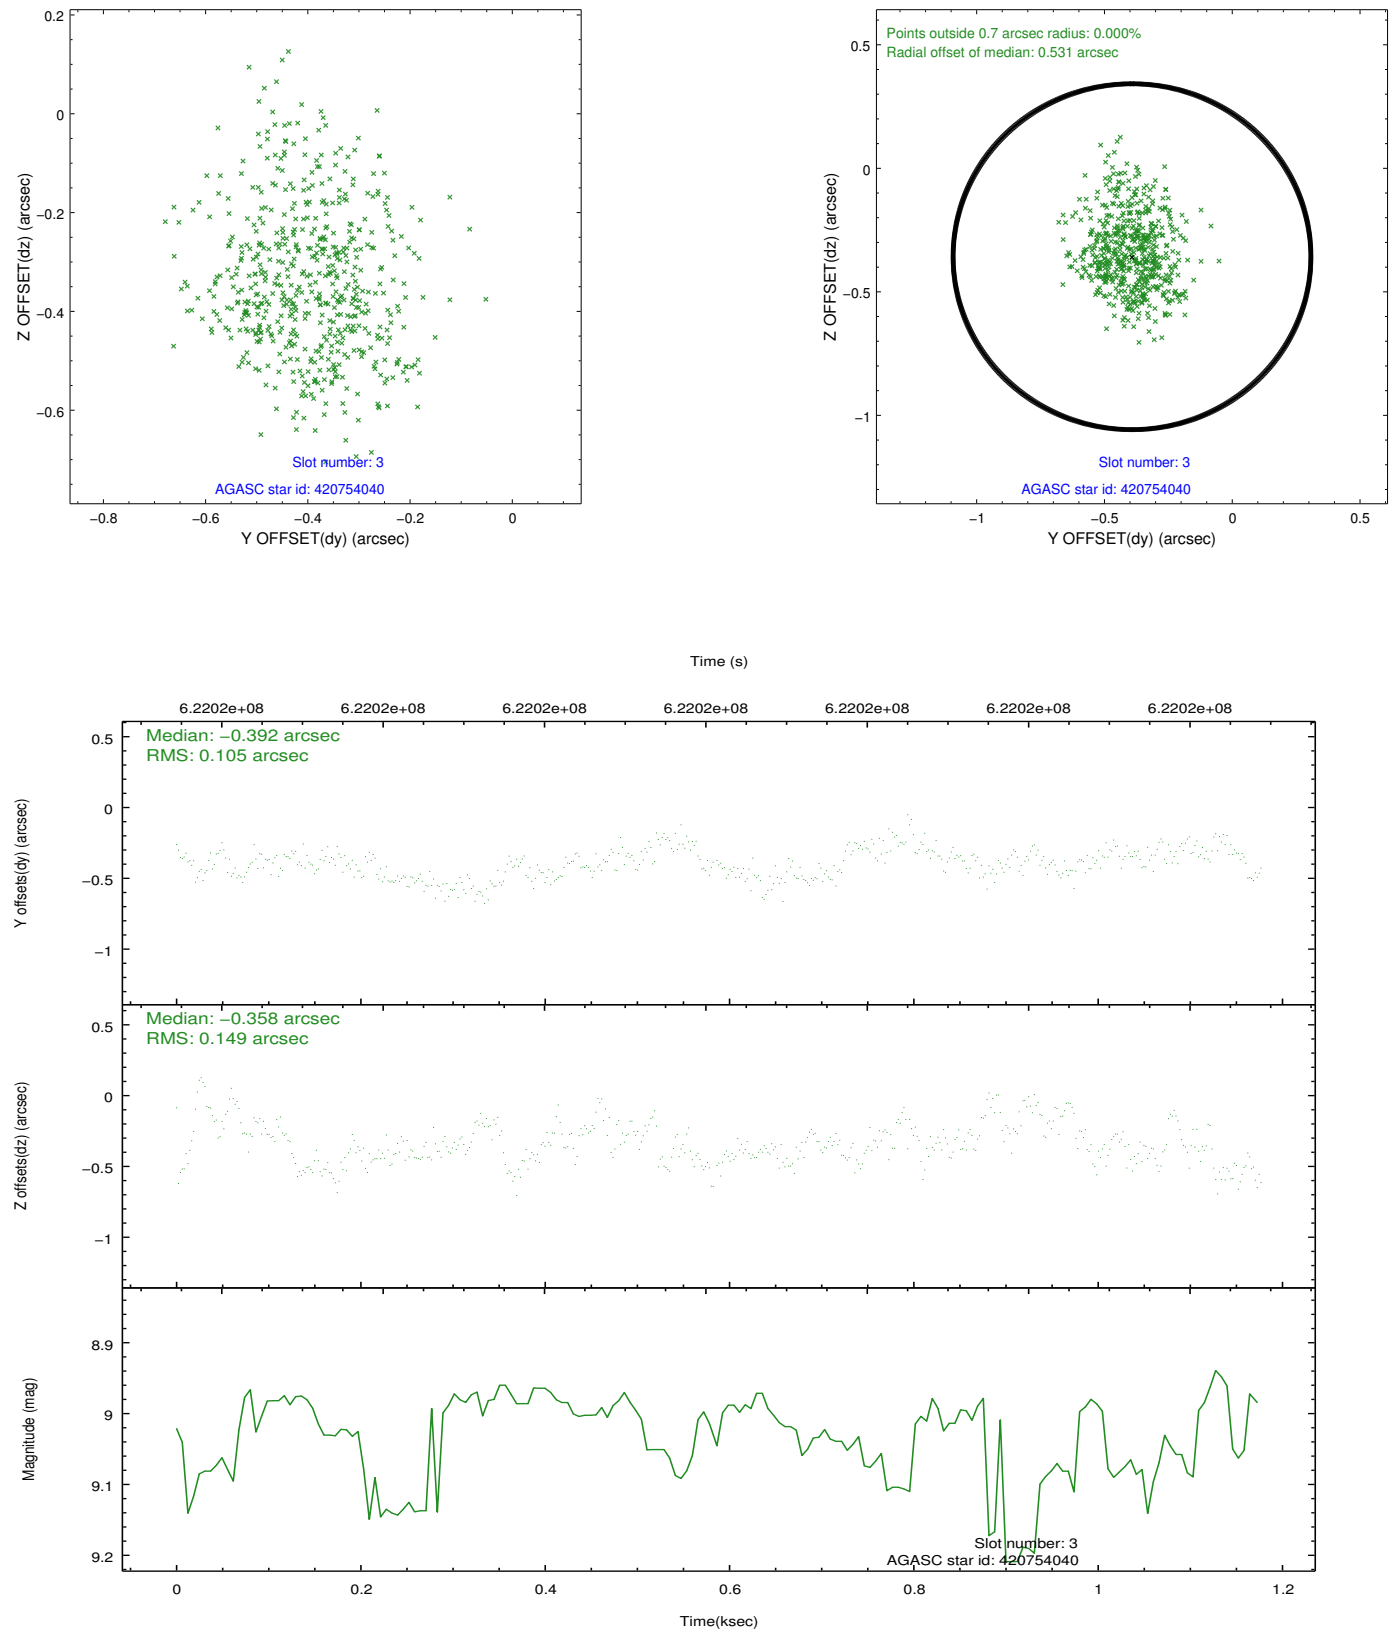 0.2
0
−0.2
−0.4
−0.6
Z OFFSET(dz) (arcsec)
Slot number: 3
AGASC star id: 420754040
−0.8
−0.6
−0.4
−0.2
0
Y OFFSET(dy) (arcsec)
Points outside 0.7 arcsec radius: 0.000%
Radial offset of median: 0.531 arcsec
0.5
0
−0.5
−1
Z OFFSET(dz) (arcsec)
Slot number: 3
AGASC star id: 420754040
−1
−0.5
0
0.5
Y OFFSET(dy) (arcsec)
Time (s)
6.2202e+08 6.2202e+08 6.2202e+08 6.2202e+08 6.2202e+08 6.2202e+08 6.2202e+08
Median: −0.392 arcsec
RMS: 0.105 arcsec
0.5
0
−0.5
−1
Y offsets(dy) (arcsec)
Median: −0.358 arcsec
RMS: 0.149 arcsec
0.5
0
−0.5
−1
Z offsets(dz) (arcsec)
8.9
9
9.1
9.2
Magnitude (mag)
Slot number: 3
AGASC star id: 420754040
0 0.2 0.4 0.6 0.8 1 1.2
Time(ksec)